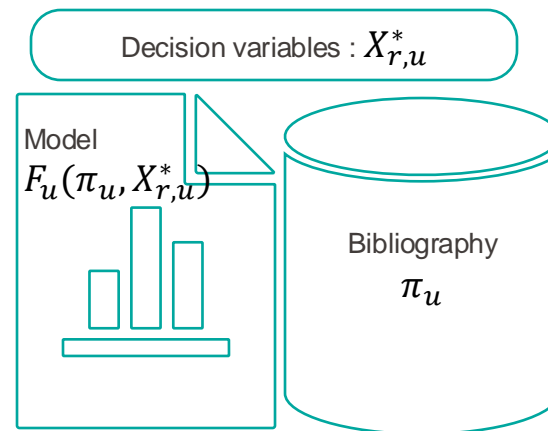 Decision variables : $X^*_{r,u}$
Model
$F_u(\pi_u, X^*_{r,u})$
Bibliography
$\pi_u$